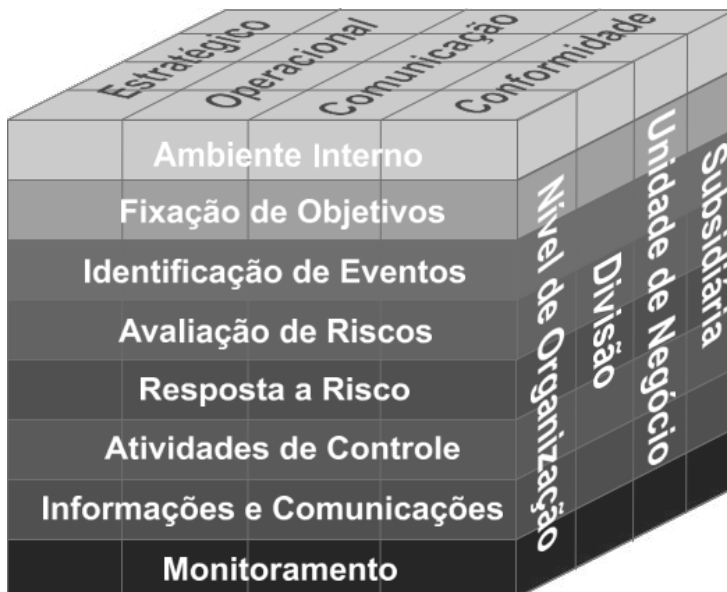 Estratégico
Operacional
Comunicação
Conformidade
Ambiente Interno
Fixação de Objetivos
Identificação de Eventos
Avaliação de Riscos
Resposta a Risco
Atividades de Controle
Informações e Comunicações
Monitoramento
Nível de Organização
Divisão
Unidade de Negócio
Subsidiária